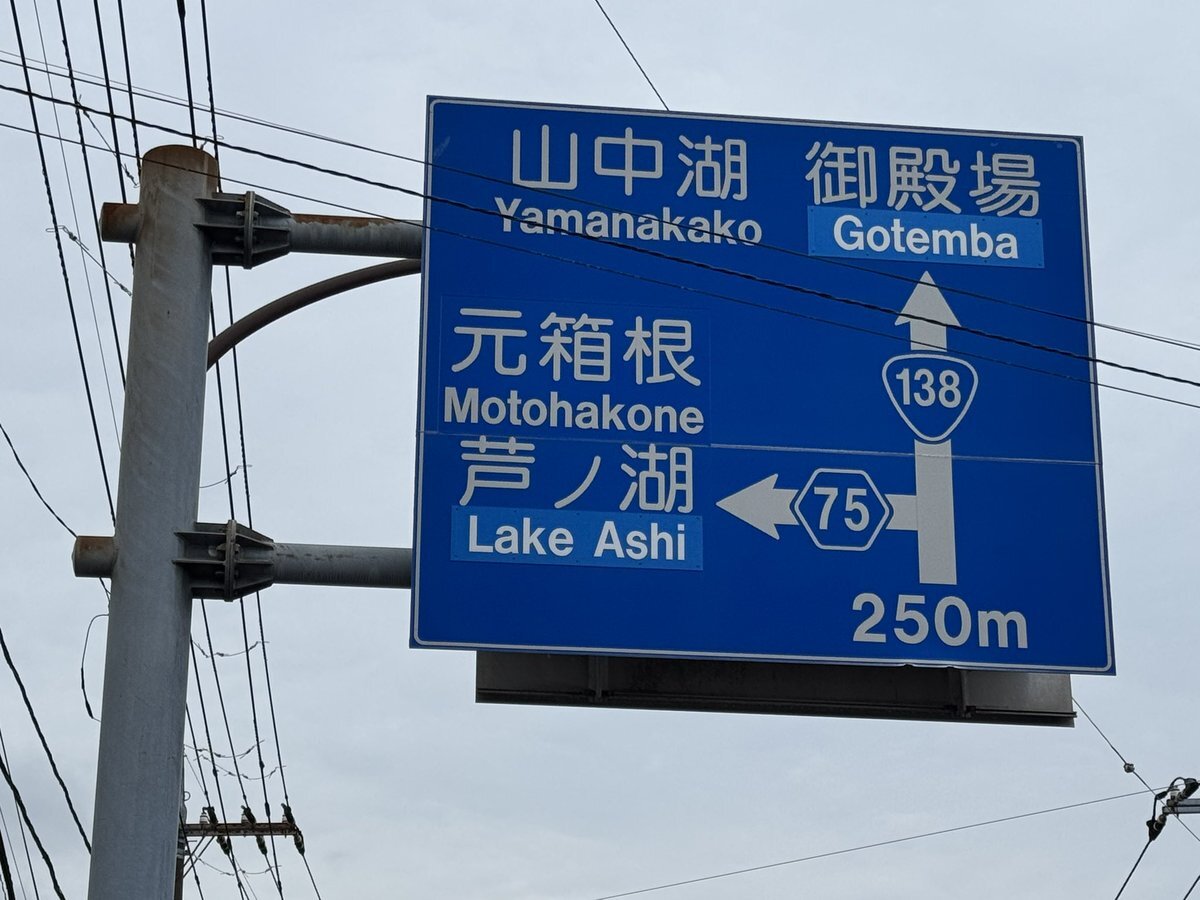 山中湖 御殿場
Yamanakako Gotemba
138
元箱根
Motohakone
芦ノ湖
Lake Ashi
75
250m